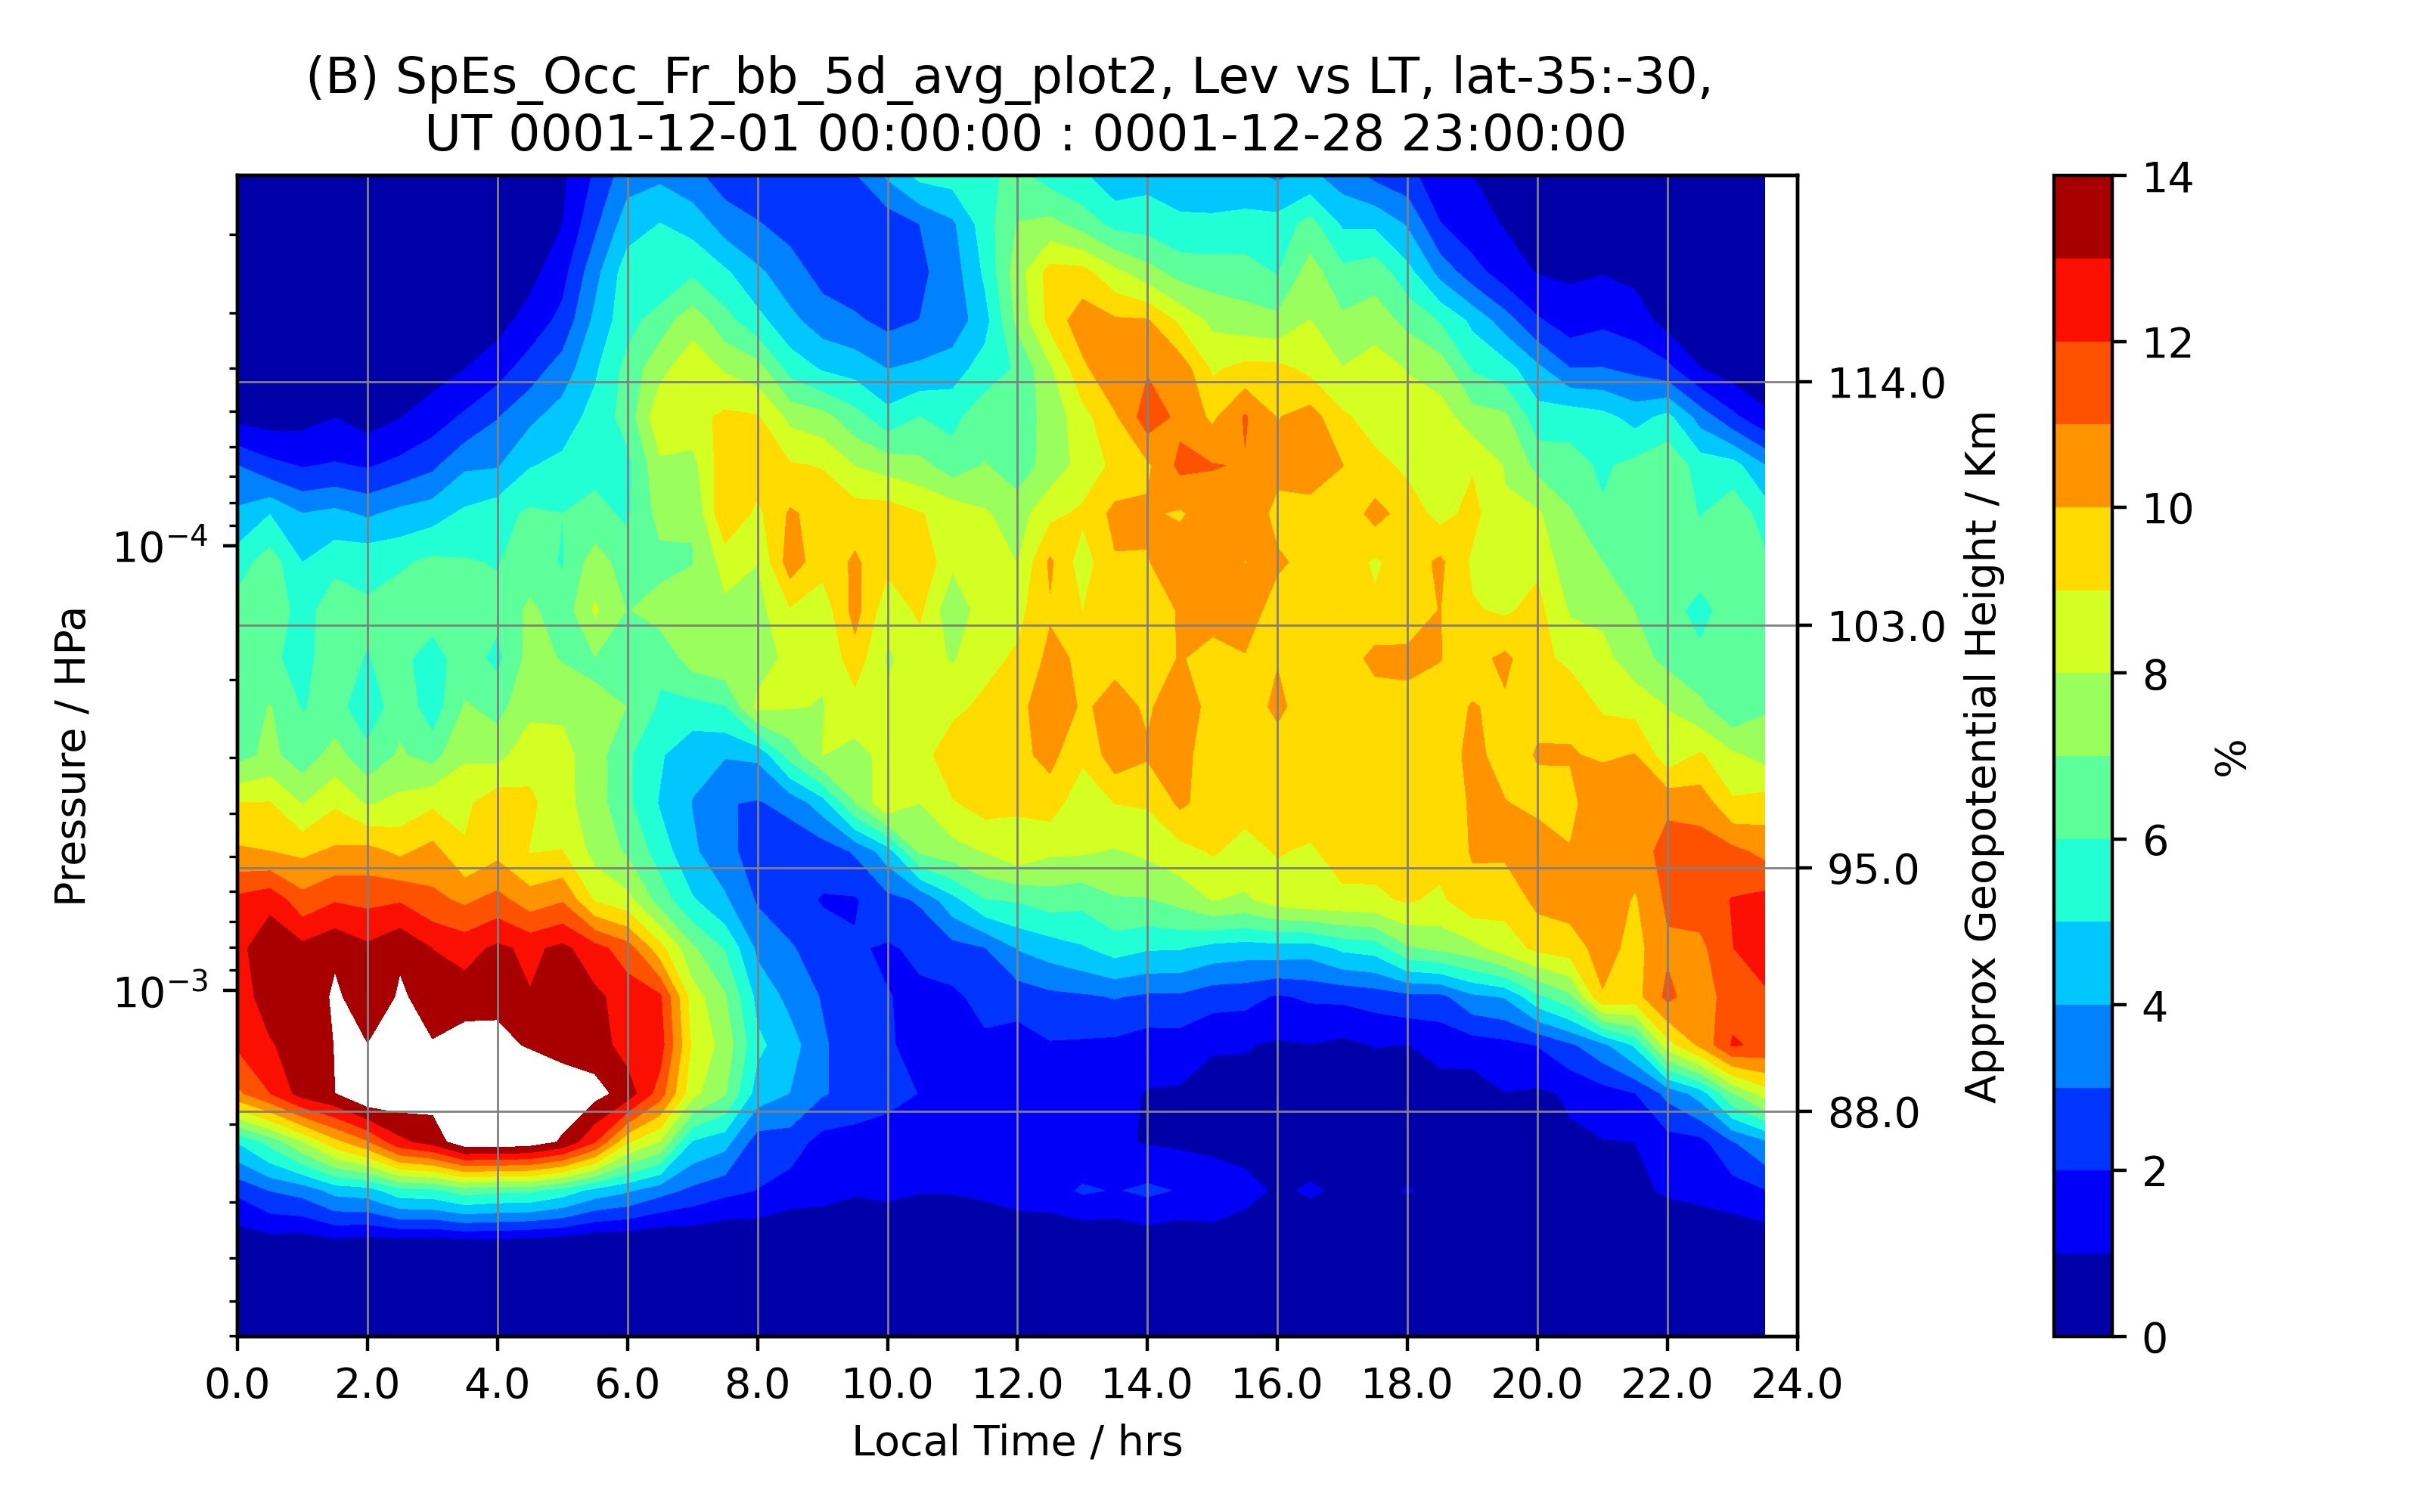 (B) SpEs_Occ_Fr_bb_5d_avg_plot2, Lev vs LT, lat-35:-30,
UT 0001-12-01 00:00:00 : 0001-12-28 23:00:00
Pressure / HPa
10⁻⁴
10⁻³
0.0 2.0 4.0 6.0 8.0 10.0 12.0 14.0 16.0 18.0 20.0 22.0 24.0
Local Time / hrs
114.0
103.0
95.0
88.0
Approx Geopotential Height / Km
14
12
10
8
6
4
2
0
%